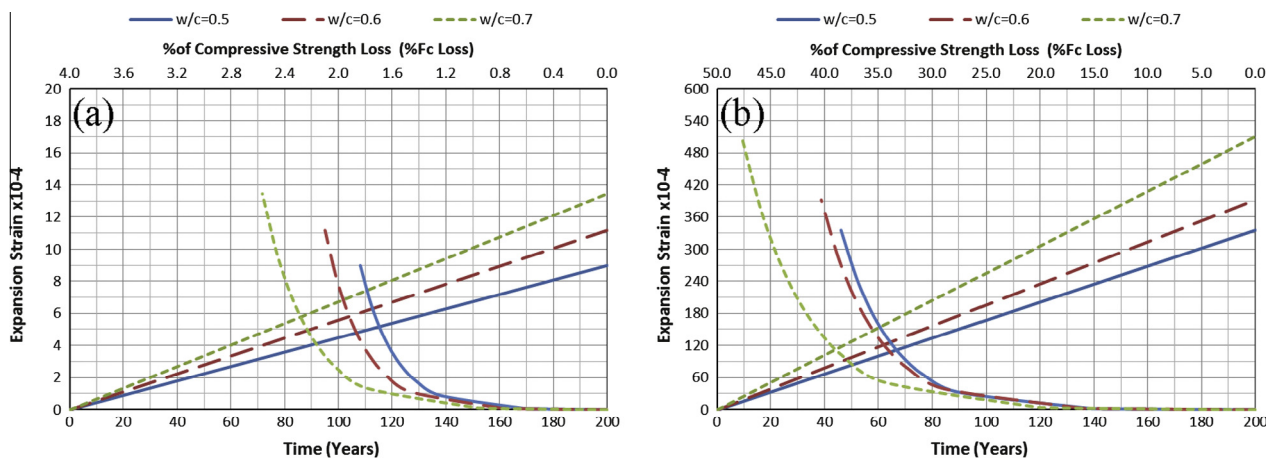 w/c=0.5 w/c=0.6 w/c=0.7
%of Compressive Strength Loss (%Fc Loss)
4.0 3.6 3.2 2.8 2.4 2.0 1.6 1.2 0.8 0.4 0.0
(a)
Expansion Strain x10-4
20
18
16
14
12
10
8
6
4
2
0
0 20 40 60 80 100 120 140 160 180 200
Time (Years)
w/c=0.5 w/c=0.6 w/c=0.7
%of Compressive Strength Loss (%Fc Loss)
50.0 45.0 40.0 35.0 30.0 25.0 20.0 15.0 10.0 5.0 0.0
(b)
Expansion Strain x10-4
600
540
480
420
360
300
240
180
120
60
0
0 20 40 60 80 100 120 140 160 180 200
Time (Years)